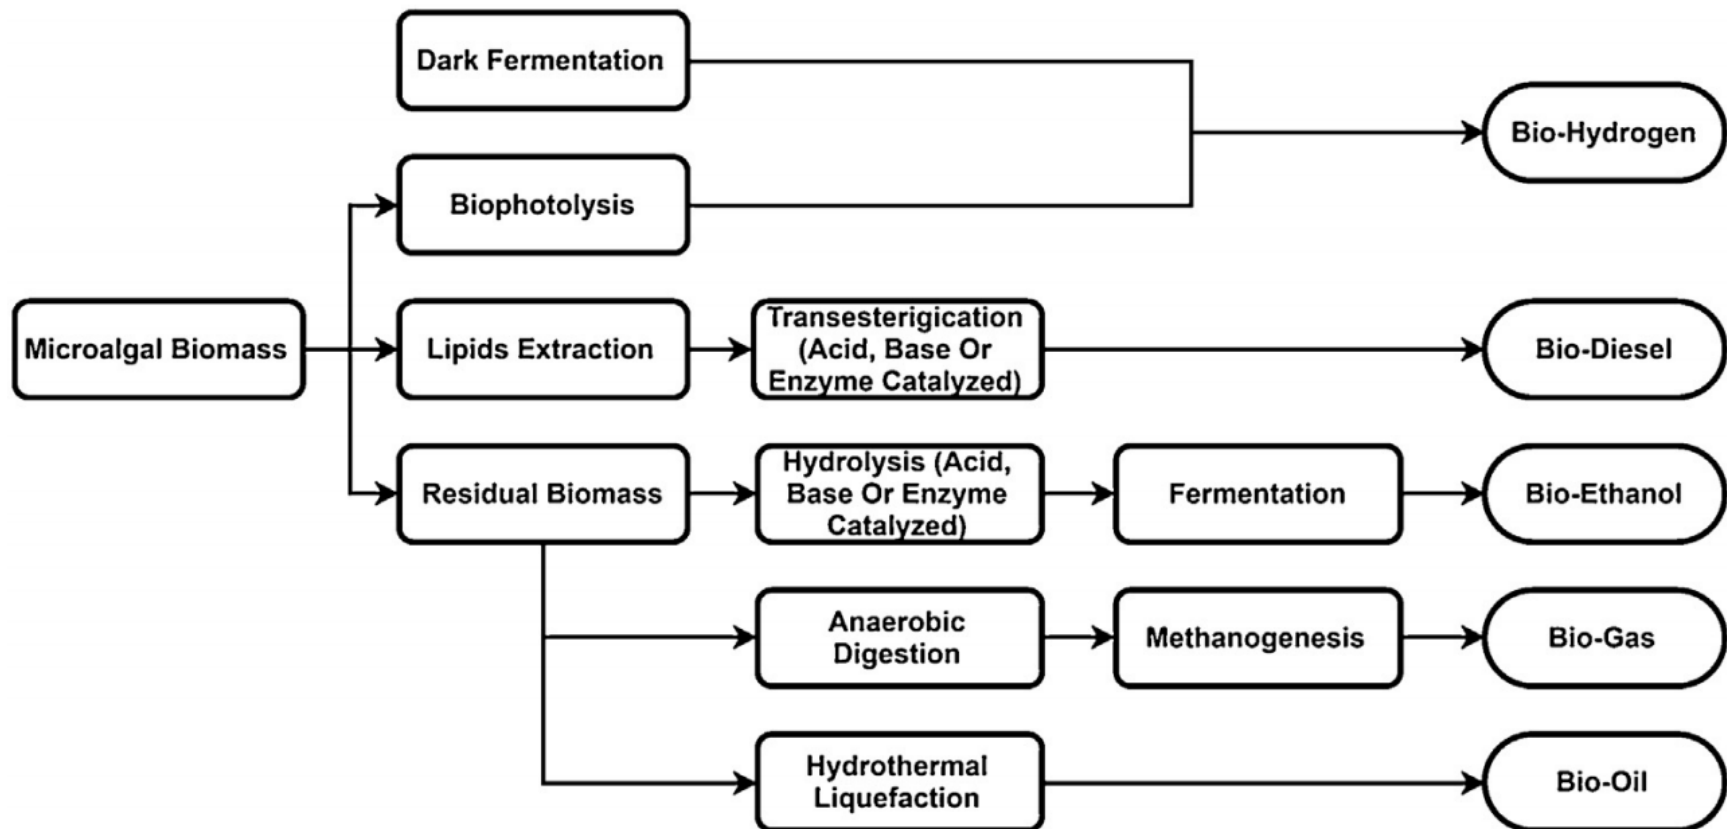 Dark Fermentation
Bio-Hydrogen
Biophotolysis
Microalgal Biomass
Lipids Extraction
Transesterigication
(Acid, Base Or
Enzyme Catalyzed)
Bio-Diesel
Residual Biomass
Hydrolysis (Acid,
Base Or Enzyme
Catalyzed)
Fermentation
Bio-Ethanol
Anaerobic
Digestion
Methanogenesis
Bio-Gas
Hydrothermal
Liquefaction
Bio-Oil